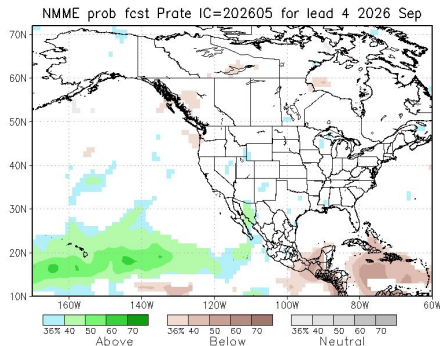 NMME prob fcst Prate IC=202605 for lead 4 2026 Sep
70N
60N
50N
40N
30N
20N
10N
160W 140W 120W 100W 80W 60W
36% 40 50 60 70 36% 40 50 60 70 36% 40 50 60 70
Above Below Neutral